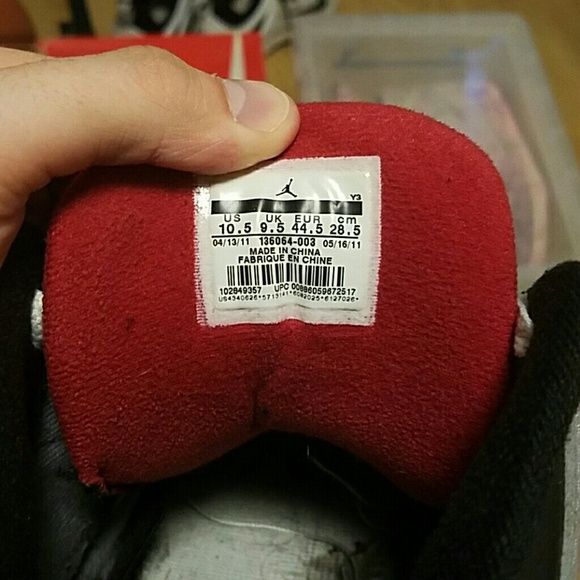 Y3
US UK EUR cm
10.5 9.5 44.5 28.5
04/13/11 136064-003 05/16/11
MADE IN CHINA
FABRIQUE EN CHINE
102849357 UPC 00886059672517